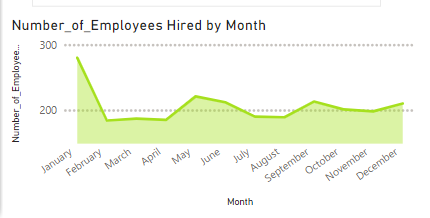 Number_of_Employees Hired by Month
300
200
Number_of_Employee...
January
February
March
April
May
June
July
August
September
October
November
December
Month